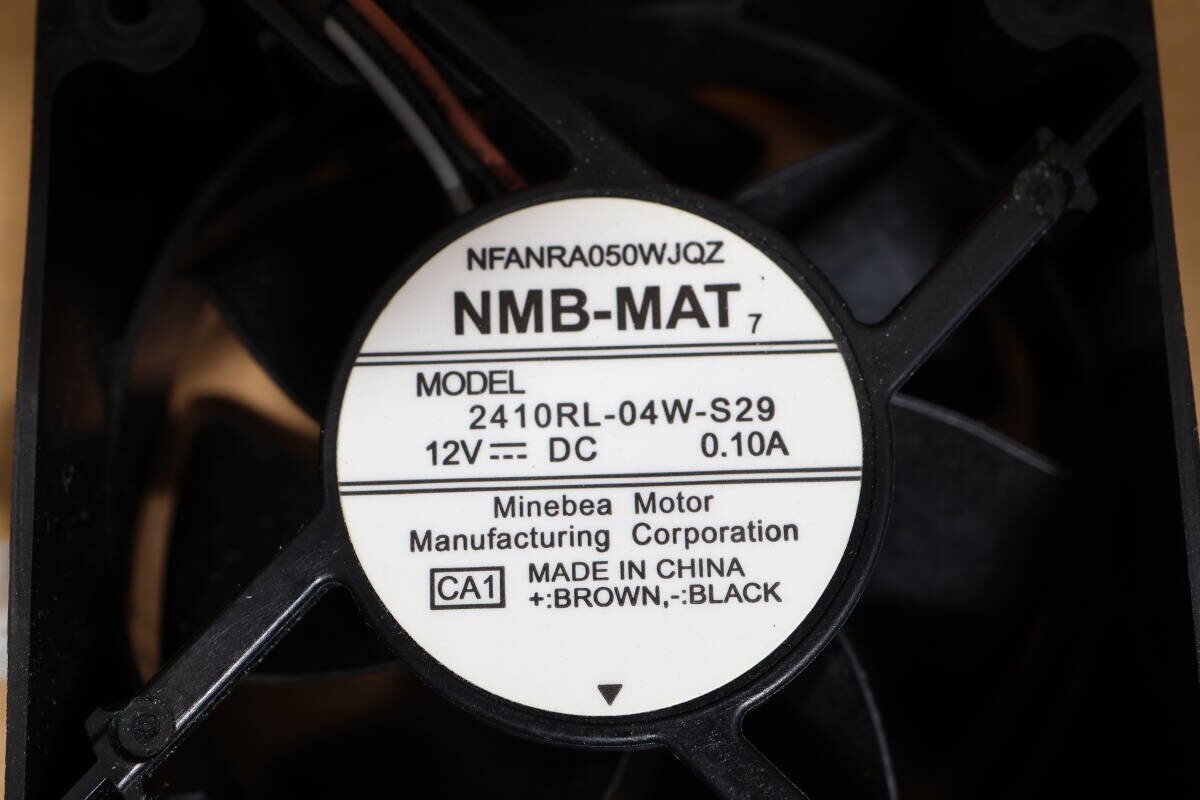 NFANRA050WJQZ
NMB-MAT 7
MODEL
2410RL-04W-S29
12V ⎓ DC 0.10A
Minebea Motor
Manufacturing Corporation
CA1 MADE IN CHINA
+:BROWN,-:BLACK